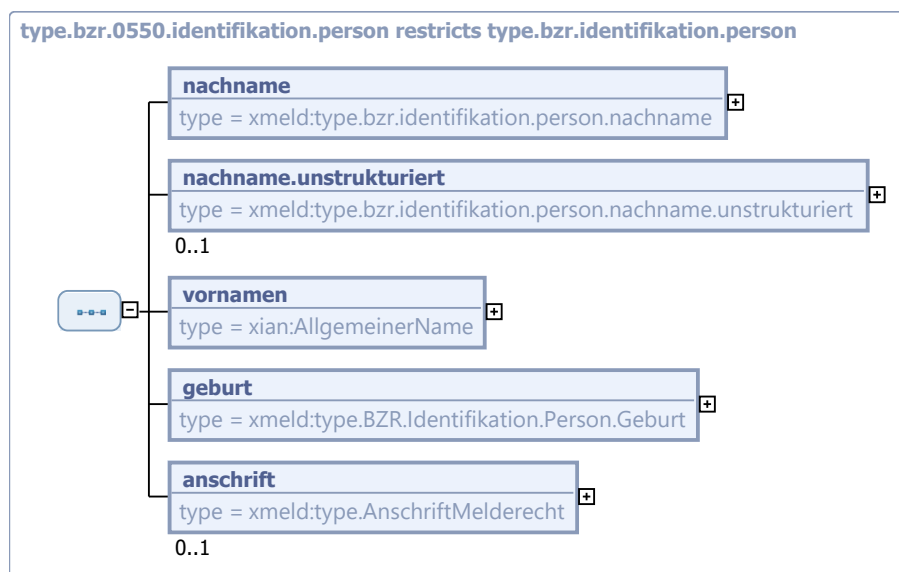 type.bzr.0550.identifikation.person restricts type.bzr.identifikation.person
nachname
type = xmeld:type.bzr.identifikation.person.nachname
nachname.unstrukturiert
type = xmeld:type.bzr.identifikation.person.nachname.unstrukturiert
0..1
vornamen
type = xian:AllgemeinerName
geburt
type = xmeld:type.BZR.Identifikation.Person.Geburt
anschrift
type = xmeld:type.AnschriftMelderecht
0..1